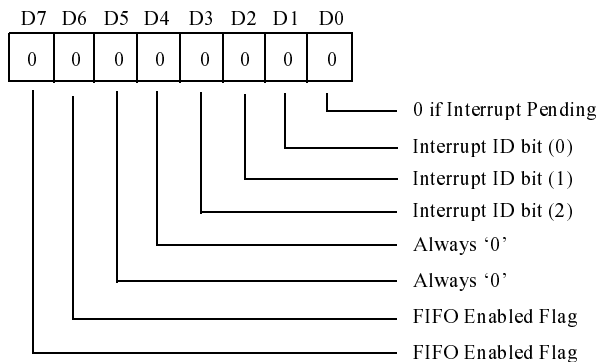 D7 D6 D5 D4 D3 D2 D1 D0
0 0 0 0 0 0 0 0
0 if Interrupt Pending
Interrupt ID bit (0)
Interrupt ID bit (1)
Interrupt ID bit (2)
Always ‘0’
Always ‘0’
FIFO Enabled Flag
FIFO Enabled Flag